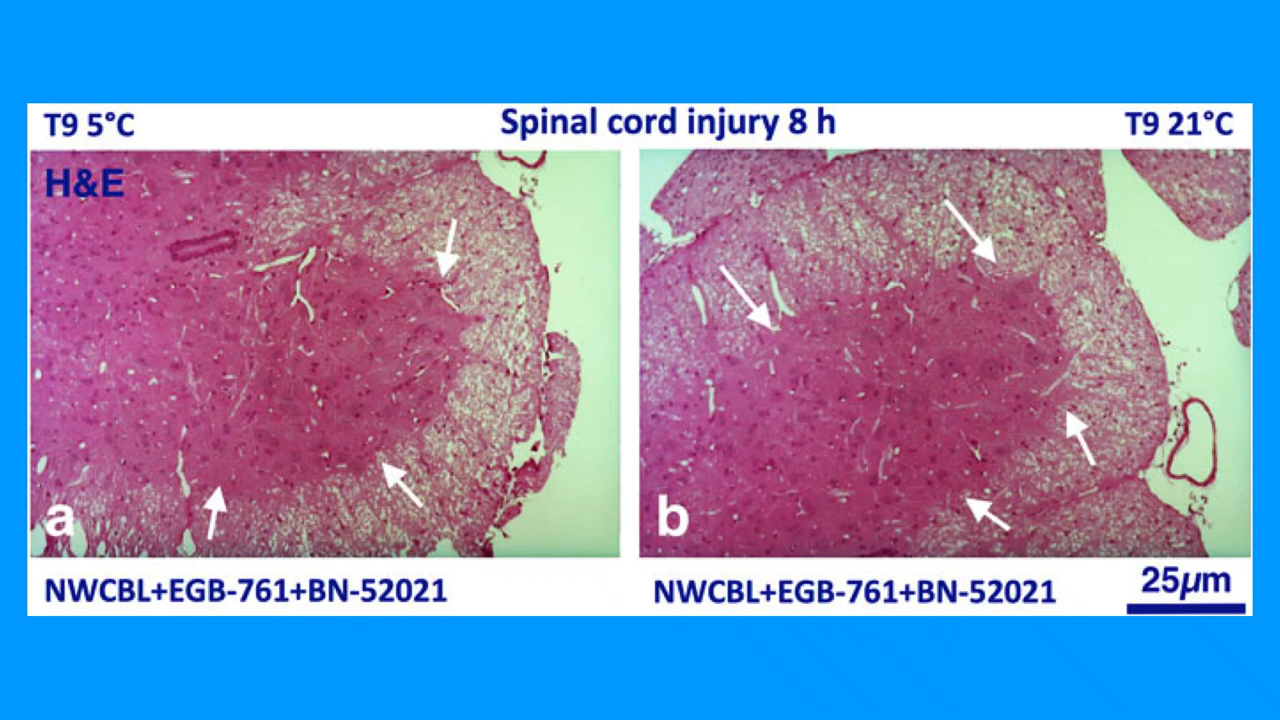 T9 5°C
Spinal cord injury 8 h
T9 21°C
H&E
a
b
NWCBL+EGB-761+BN-52021
NWCBL+EGB-761+BN-52021
25µm